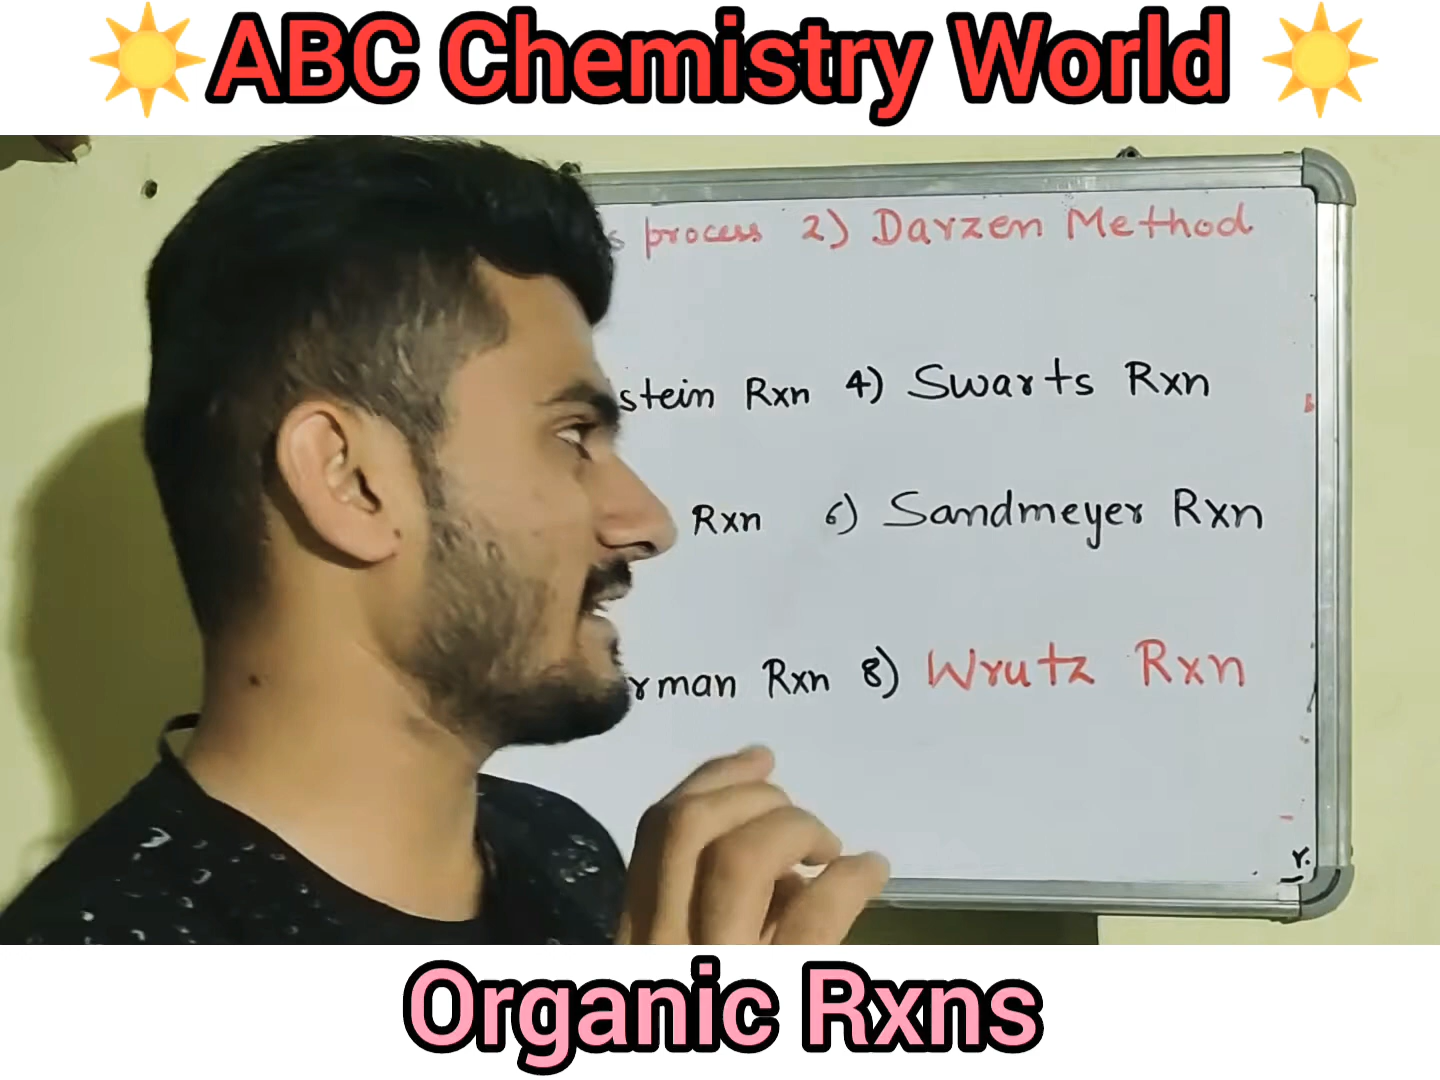 ABC Chemistry World
s process 2) Darzen Method
stein Rxn 4) Swarts Rxn
Rxn 6) Sandmeyer Rxn
rman Rxn 8) Wrutz Rxn
Organic Rxns